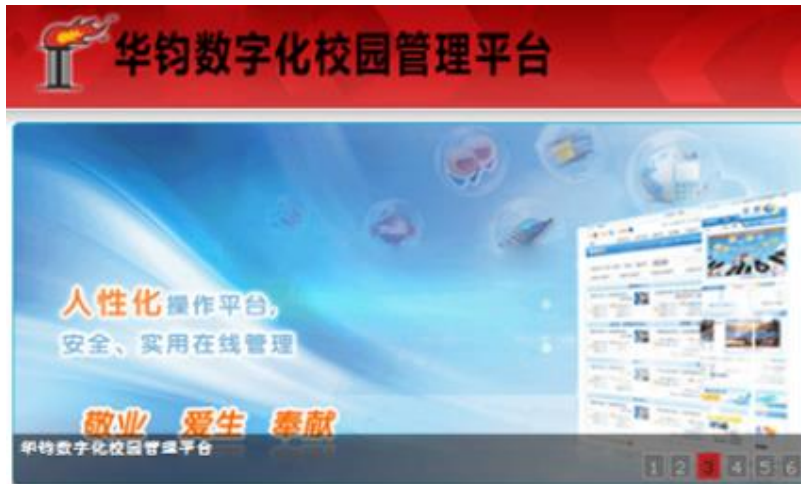 华钧数字化校园管理平台
人性化操作平台,
安全、实用在线管理
敬业 爱生 奉献
华钧数字化校园管理平台
1 2 3 4 5 6